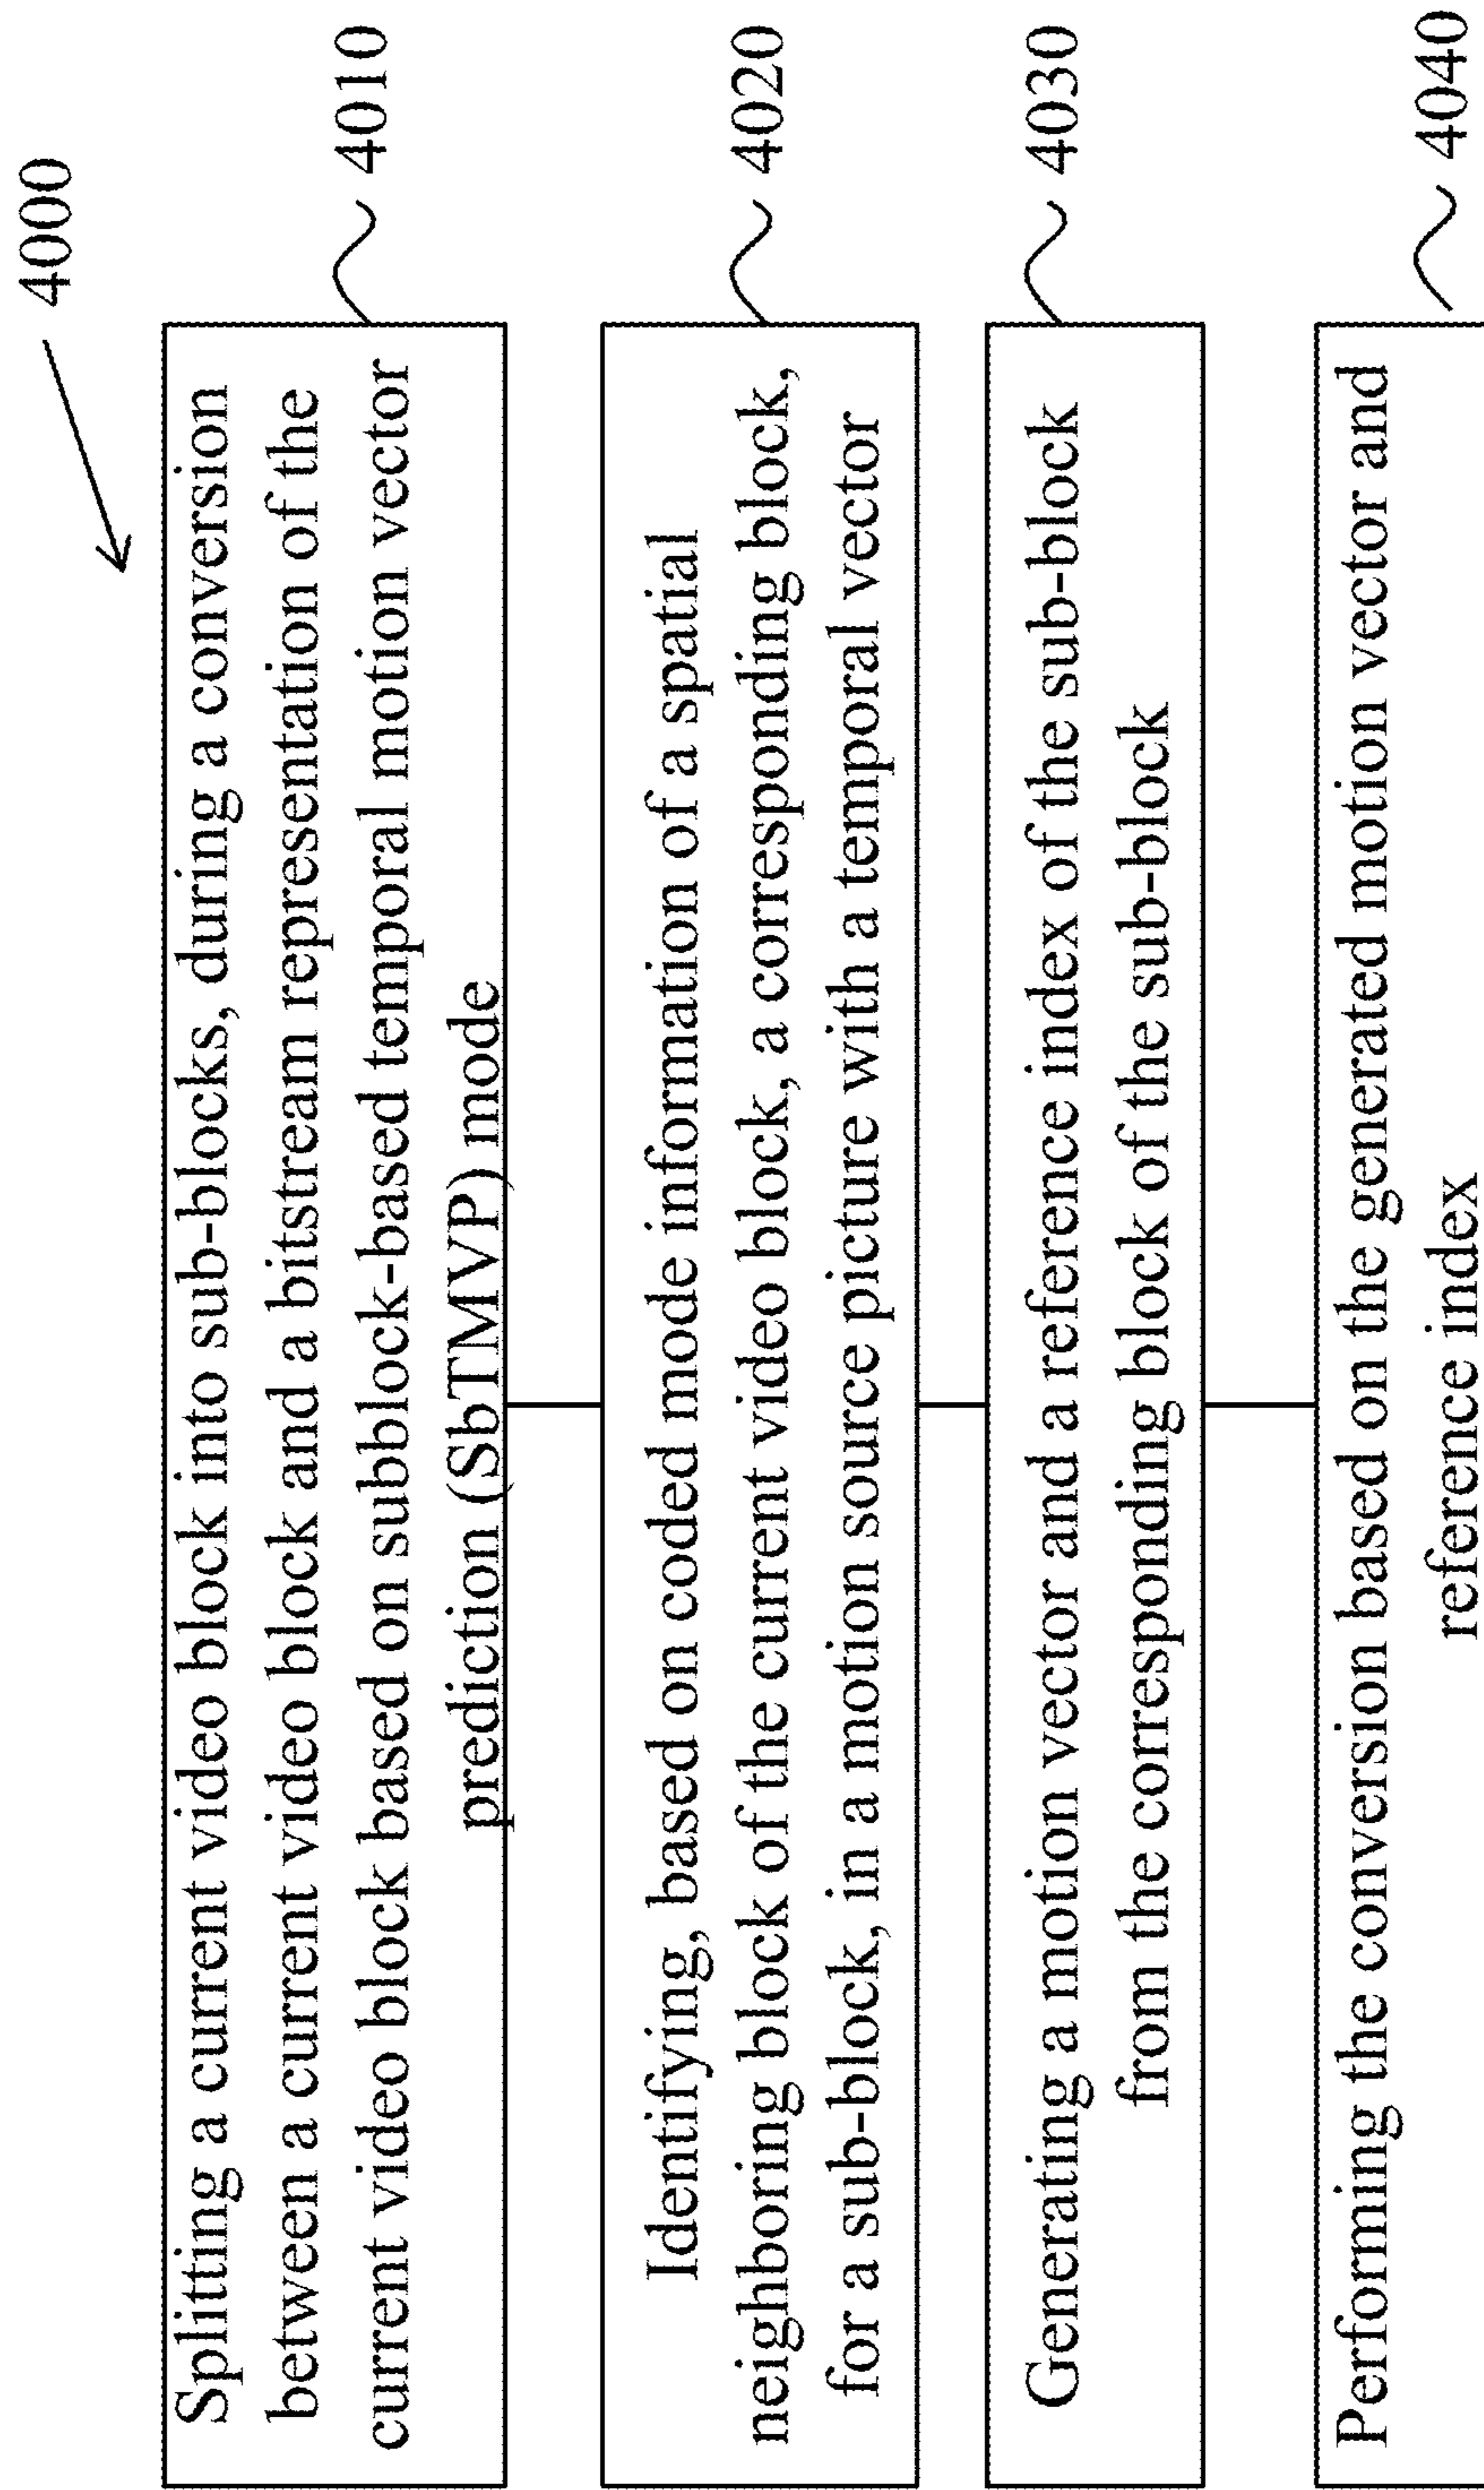 4000
Splitting a current video block into sub-blocks, during a conversion
between a current video block and a bitstream representation of the
current video block based on subblock-based temporal motion vector
prediction (SbTMVP) mode
4010
Identifying, based on coded mode information of a spatial
neighboring block of the current video block, a corresponding block,
for a sub-block, in a motion source picture with a temporal vector
4020
Generating a motion vector and a reference index of the sub-block
from the corresponding block of the sub-block
4030
Performing the conversion based on the generated motion vector and
reference index
4040